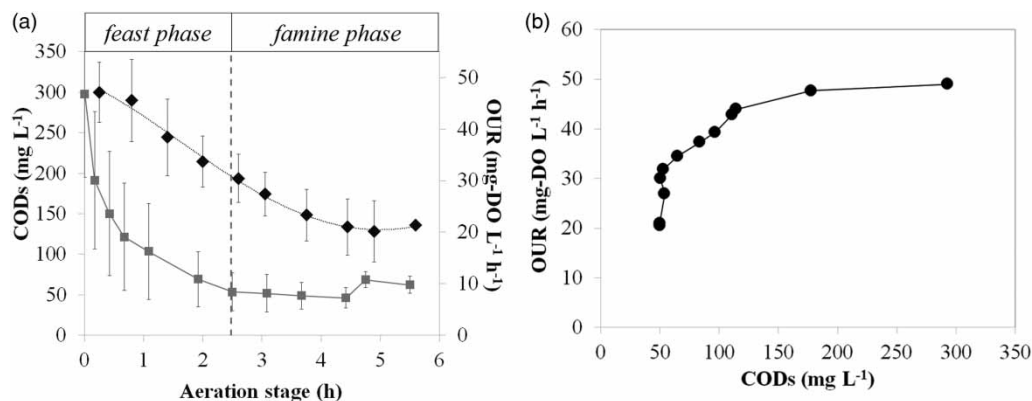 (a)
feast phase famine phase
350
300
250
200
150
100
50
0
CODs (mg L-1)
50
40
30
20
10
0
OUR (mg-DO L-1 h-1)
0 1 2 3 4 5 6
Aeration stage (h)
(b)
60
50
40
30
20
10
0
OUR (mg-DO L-1 h-1)
0 50 100 150 200 250 300 350
CODs (mg L-1)